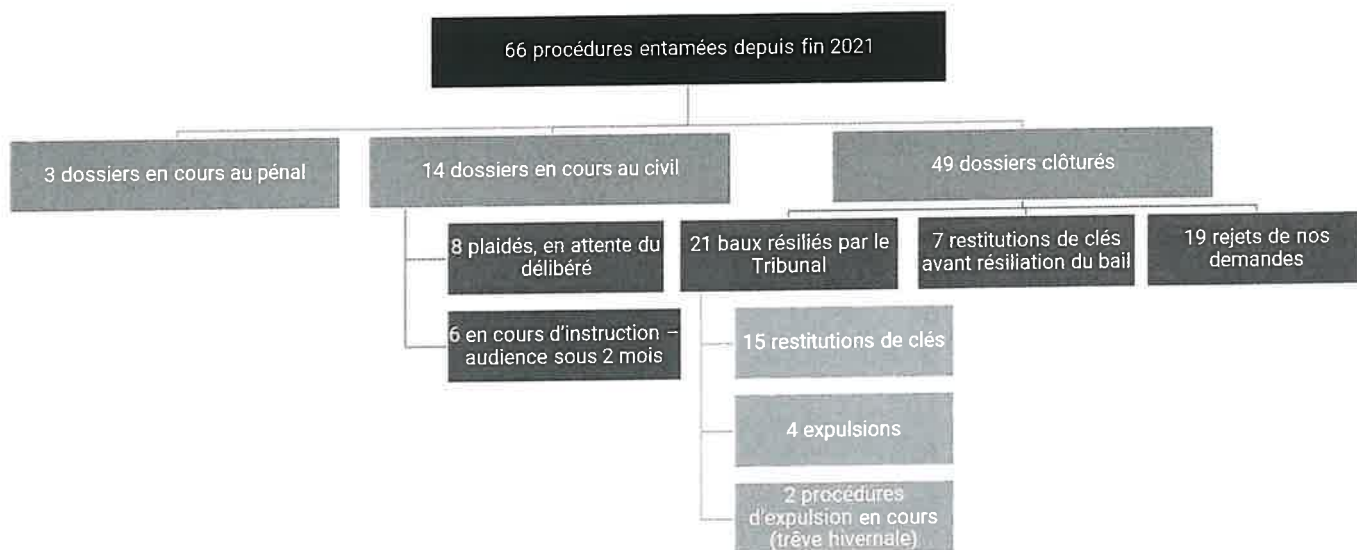 66 procédures entamées depuis fin 2021
3 dossiers en cours au pénal
14 dossiers en cours au civil
49 dossiers clôturés
8 plaidés, en attente du
délibéré
6 en cours d'instruction –
audience sous 2 mois
21 baux résiliés par le
Tribunal
7 restitutions de clés
avant résiliation du bail
19 rejets de nos
demandes
15 restitutions de clés
4 expulsions
2 procédures
d'expulsion en cours
(trêve hivernale)